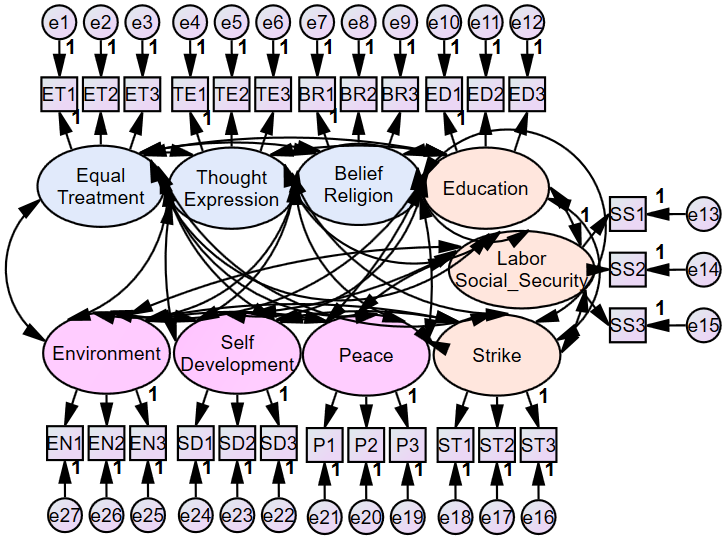 e1 e2 e3 e4 e5 e6 e7 e8 e9 e10 e11 e12
1 1 1 1 1 1 1 1 1 1 1 1
ET1 ET2 ET3 TE1 TE2 TE3 BR1 BR2 BR3 ED1 ED2 ED3
1 1 1 1
Equal
Treatment
Thought
Expression
Belief
Religion
Education
1 SS1 1 e13
Labor
Social_Security
SS2 1 e14
SS3 1 e15
Environment
Self
Development
Peace
Strike
1 1 1 1
EN1 EN2 EN3 SD1 SD2 SD3 P1 P2 P3 ST1 ST2 ST3
1 1 1 1 1 1 1 1 1 1 1 1
e27 e26 e25 e24 e23 e22 e21 e20 e19 e18 e17 e16